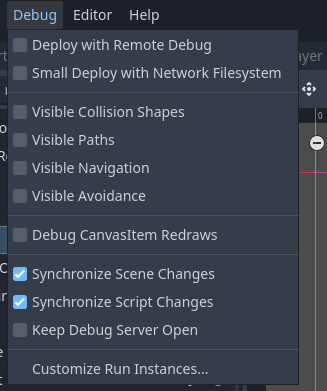 Debug Editor Help
Deploy with Remote Debug
Small Deploy with Network Filesystem
Visible Collision Shapes
Visible Paths
Visible Navigation
Visible Avoidance
Debug CanvasItem Redraws
Synchronize Scene Changes
Synchronize Script Changes
Keep Debug Server Open
Customize Run Instances...
0